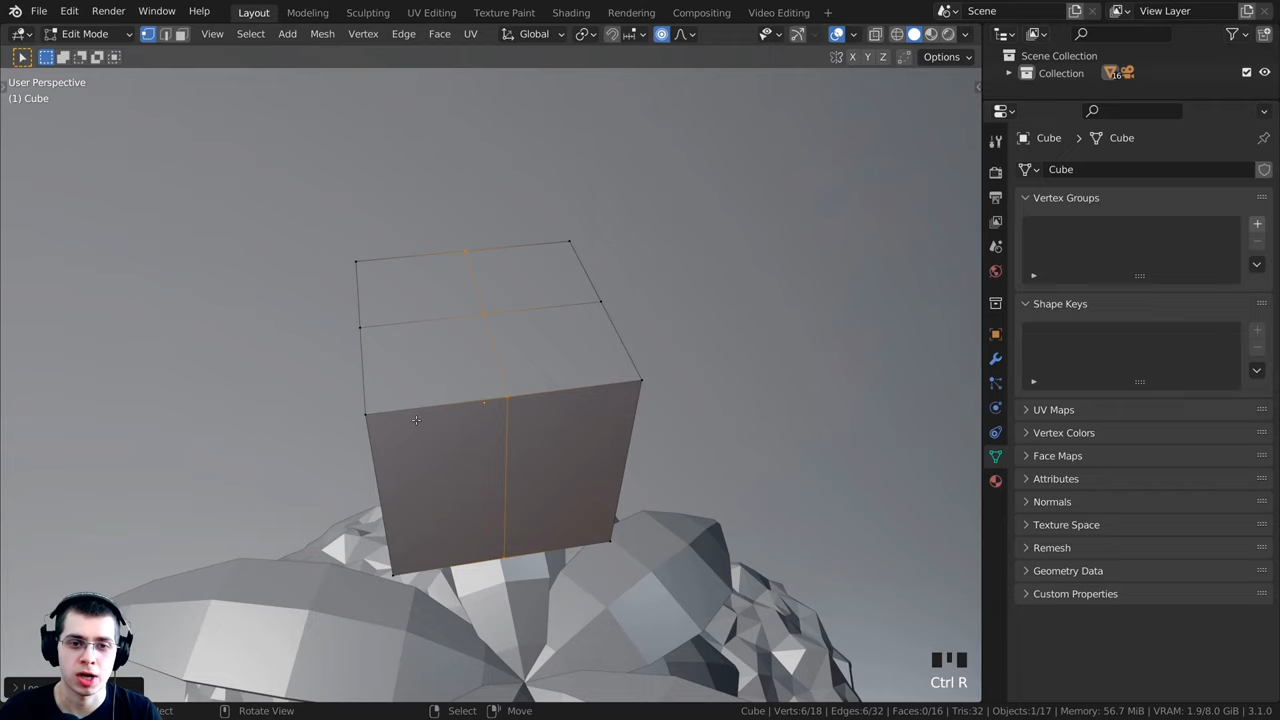 File Edit Render Window Help Layout Modeling Sculpting UV Editing Texture Paint Shading Rendering Compositing Video Editing Scene View Layer
Edit Mode View Select Add Mesh Vertex Edge Face UV Global
X Y Z Options
User Perspective
(1) Cube
Scene Collection
Collection 16
Cube > Cube
Cube
Vertex Groups
Shape Keys
UV Maps
Vertex Colors
Face Maps
Attributes
Normals
Texture Space
Remesh
Geometry Data
Custom Properties
Ctrl R
Rotate View Select Move Cube | Verts:6/18 | Edges:6/32 | Faces:0/16 | Tris:32 | Objects:1/17 | Memory: 56.7 MiB | VRAM: 1.9/8.0 GiB | 3.1.0